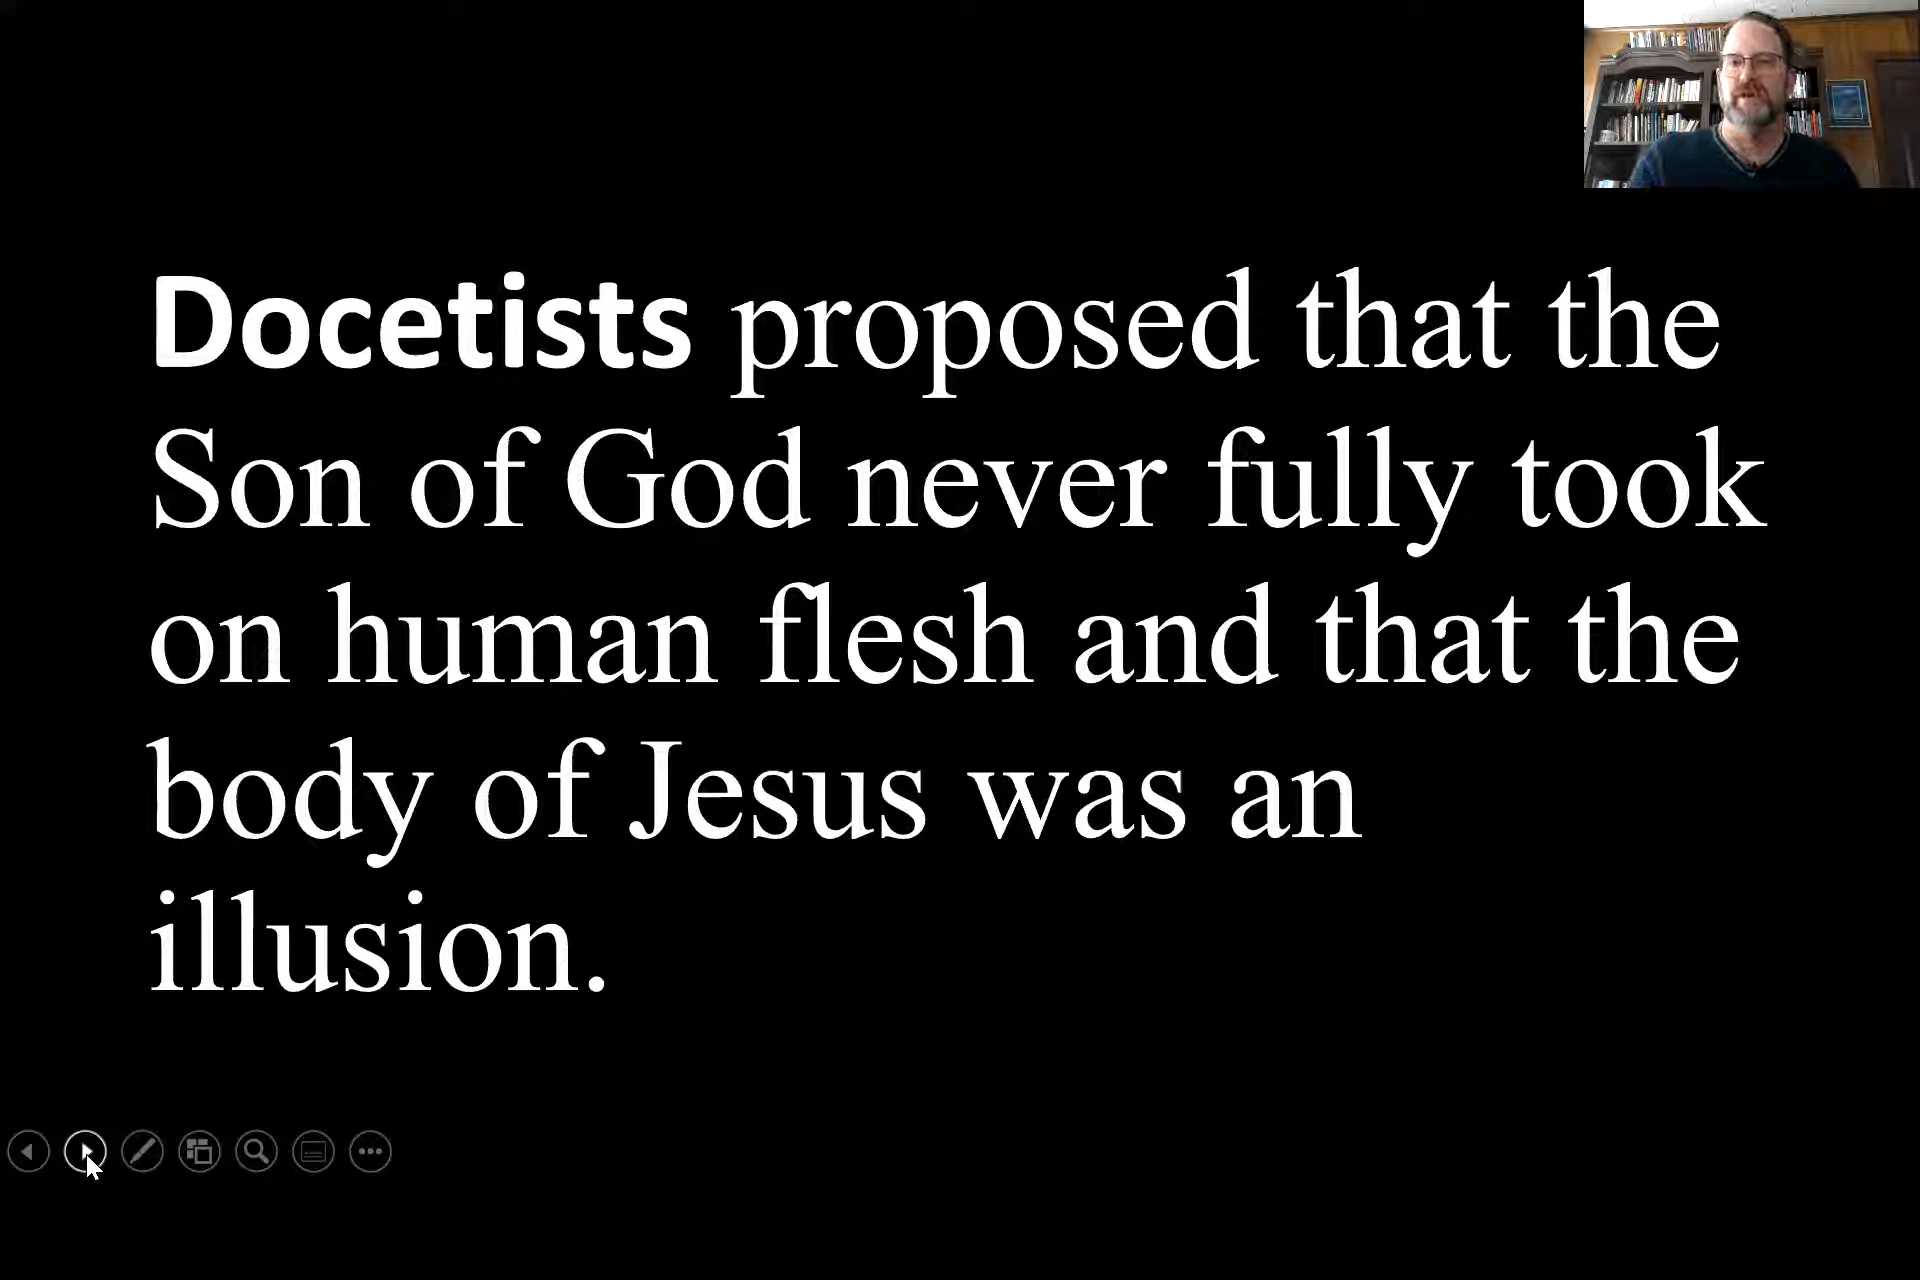 Docetists proposed that the
Son of God never fully took
on human flesh and that the
body of Jesus was an
illusion.